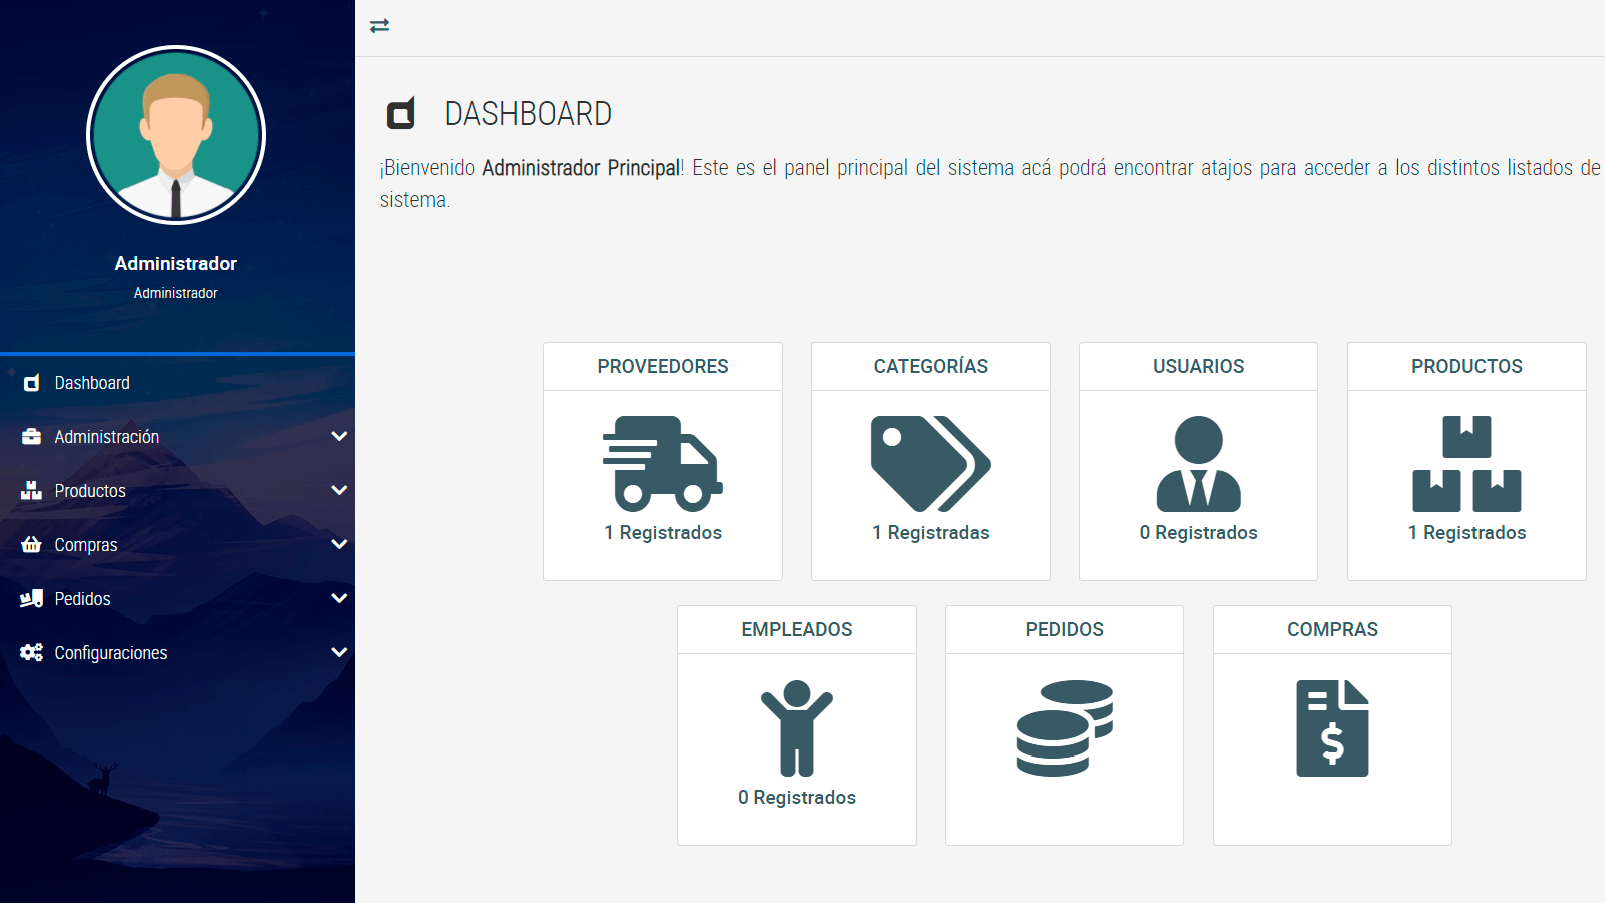 Administrador
Administrador
Dashboard
Administración
Productos
Compras
Pedidos
Configuraciones
DASHBOARD
¡Bienvenido Administrador Principal! Este es el panel principal del sistema acá podrá encontrar atajos para acceder a los distintos listados de
sistema.
PROVEEDORES
1 Registrados
CATEGORÍAS
1 Registradas
USUARIOS
0 Registrados
PRODUCTOS
1 Registrados
EMPLEADOS
0 Registrados
PEDIDOS
COMPRAS
$